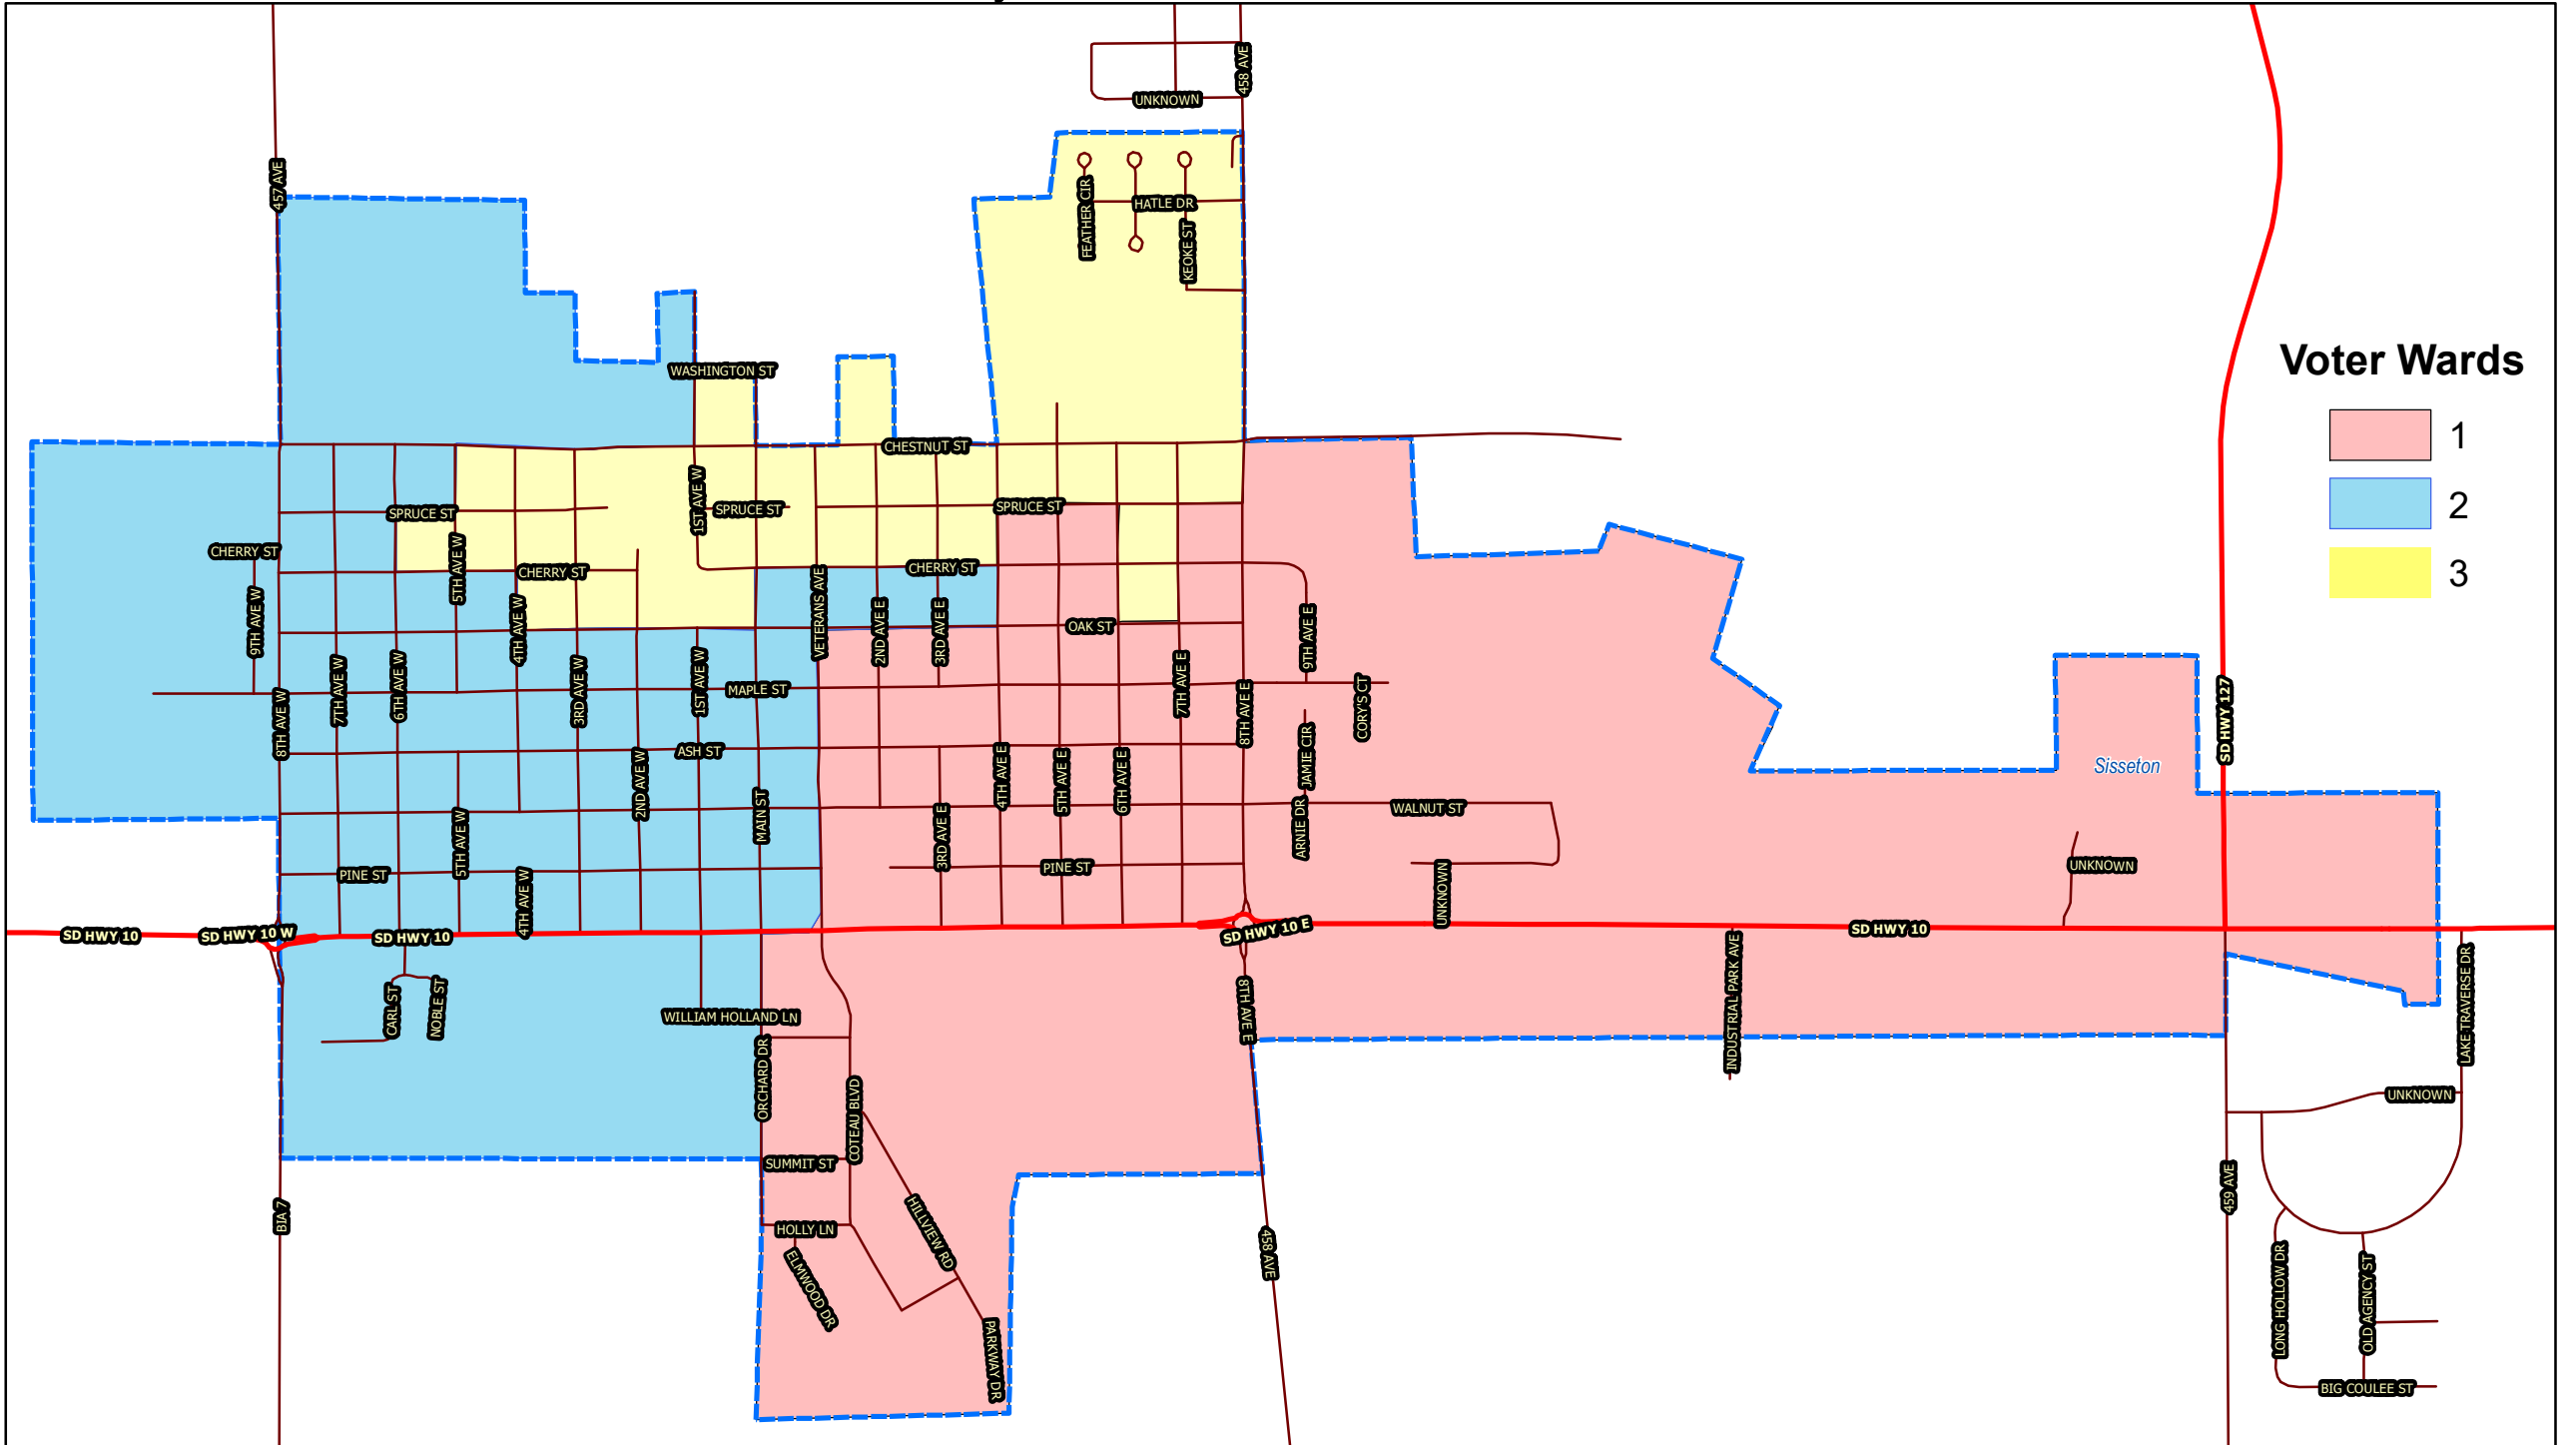 458 AVE
UNKNOWN
457 AVE
FEATHER CIR
HATLE DR
KEOKE ST
WASHINGTON ST
Voter Wards
1
2
3
CHESTNUT ST
1ST AVE W
SPRUCE ST
SPRUCE ST
SPRUCE ST
CHERRY ST
5TH AVE W
CHERRY ST
CHERRY ST
9TH AVE W
4TH AVE W
VETERANS AVE
2ND AVE E
3RD AVE E
OAK ST
9TH AVE E
7TH AVE W
6TH AVE W
3RD AVE W
1ST AVE W
MAPLE ST
7TH AVE E
8TH AVE E
CORY'S CT
SD HWY 127
8TH AVE W
ASH ST
2ND AVE W
4TH AVE E
5TH AVE E
6TH AVE E
JAMIE CIR
Sisseton
MAIN ST
WALNUT ST
5TH AVE W
3RD AVE E
ARNIE DR
PINE ST
PINE ST
4TH AVE W
UNKNOWN
UNKNOWN
SD HWY 10
SD HWY 10 W
SD HWY 10
SD HWY 10 E
SD HWY 10
CARL ST
NOBLE ST
WILLIAM HOLLAND LN
8TH AVE E
INDUSTRIAL PARK AVE
LAKE TRAVERSE DR
ORCHARD DR
COTEAU BLVD
UNKNOWN
SUMMIT ST
BIA 7
HOLLY LN
HILLVIEW RD
458 AVE
459 AVE
ELMWOOD DR
PARKWAY DR
LONG HOLLOW DR
OLD AGENCY ST
BIG COULEE ST